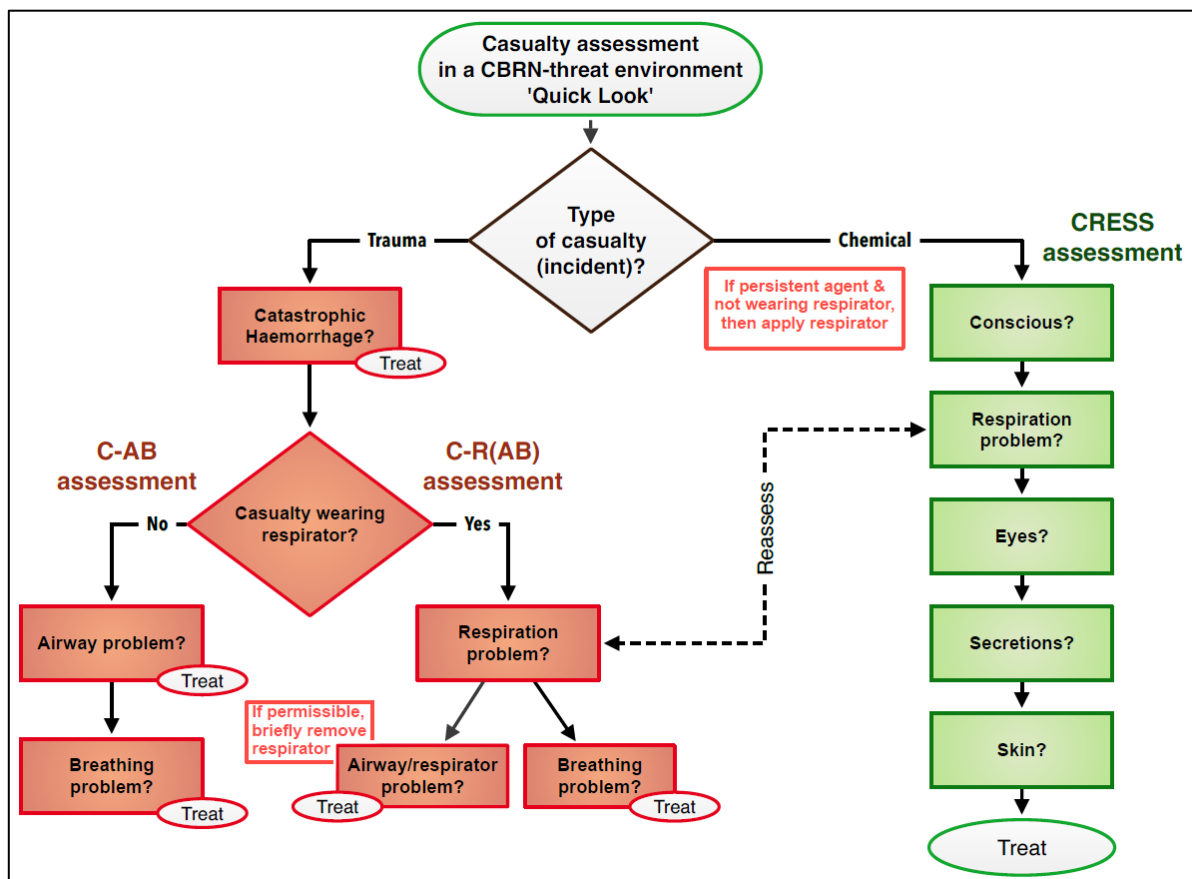 Casualty assessment
in a CBRN-threat environment
'Quick Look'
Type
of casualty
(incident)?
Trauma
Chemical
CRESS
assessment
If persistent agent &
not wearing respirator,
then apply respirator
Catastrophic
Haemorrhage?
Treat
Conscious?
Respiration
problem?
Eyes?
Secretions?
Skin?
Treat
Reassess
C-AB
assessment
C-R(AB)
assessment
Casualty wearing
respirator?
No
Yes
Airway problem?
Treat
Breathing
problem?
Treat
Respiration
problem?
If permissible,
briefly remove
respirator
Airway/respirator
problem?
Treat
Breathing
problem?
Treat